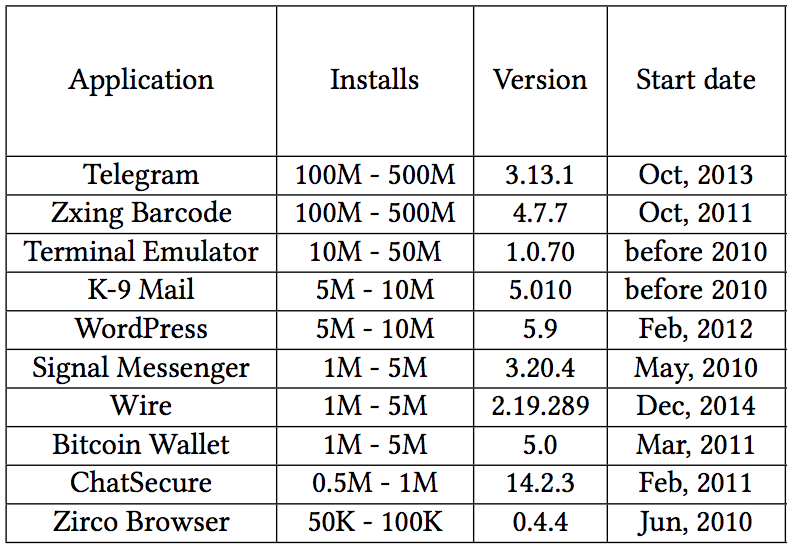 Application Installs Version Start date
Telegram 100M - 500M 3.13.1 Oct, 2013
Zxing Barcode 100M - 500M 4.7.7 Oct, 2011
Terminal Emulator 10M - 50M 1.0.70 before 2010
K-9 Mail 5M - 10M 5.010 before 2010
WordPress 5M - 10M 5.9 Feb, 2012
Signal Messenger 1M - 5M 3.20.4 May, 2010
Wire 1M - 5M 2.19.289 Dec, 2014
Bitcoin Wallet 1M - 5M 5.0 Mar, 2011
ChatSecure 0.5M - 1M 14.2.3 Feb, 2011
Zirco Browser 50K - 100K 0.4.4 Jun, 2010